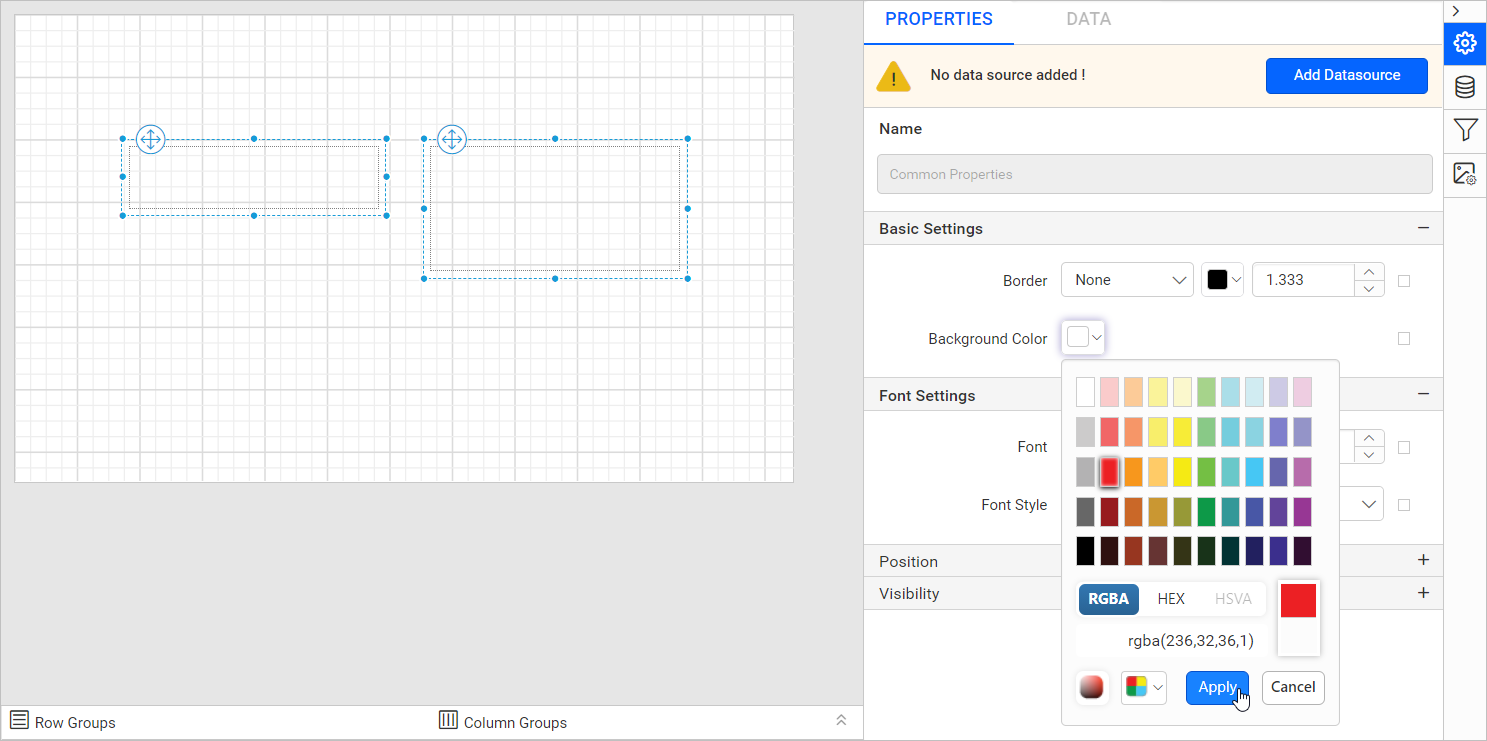 PROPERTIES
DATA
No data source added !
Add Datasource
Name
Common Properties
Basic Settings
Border
None
1.333
Background Color
Font Settings
Font
Font Style
Position
Visibility
RGBA
HEX
HSVA
rgba(236,32,36,1)
Apply
Cancel
Row Groups
Column Groups